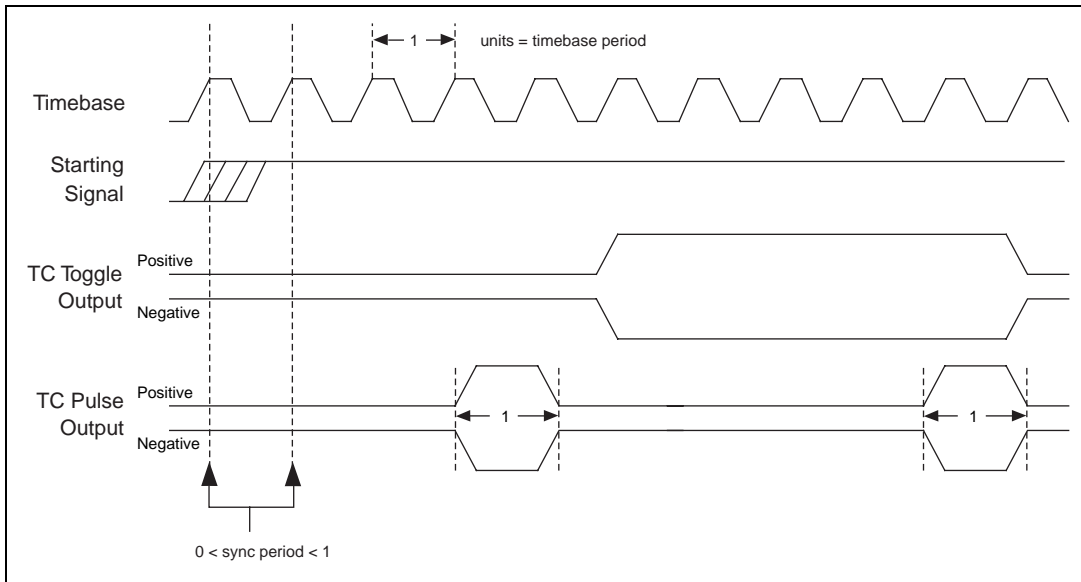 1
units = timebase period
Timebase
Starting
Signal
Positive
TC Toggle
Output
Negative
Positive
TC Pulse
Output
Negative
1
1
0 < sync period < 1